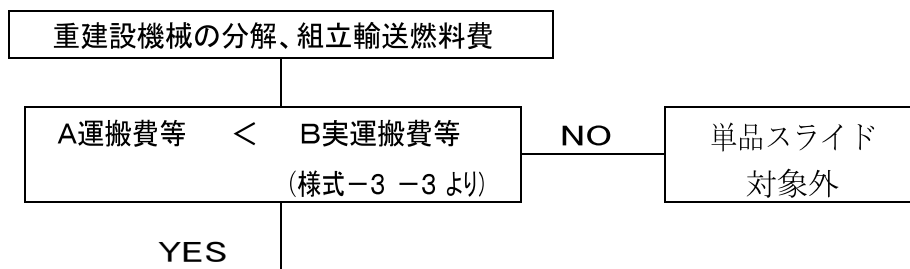 重建設機械の分解、組立輸送燃料費
A運搬費等 < B実運搬費等
(様式-3 -3 より)
NO
単品スライド
対象外
YES